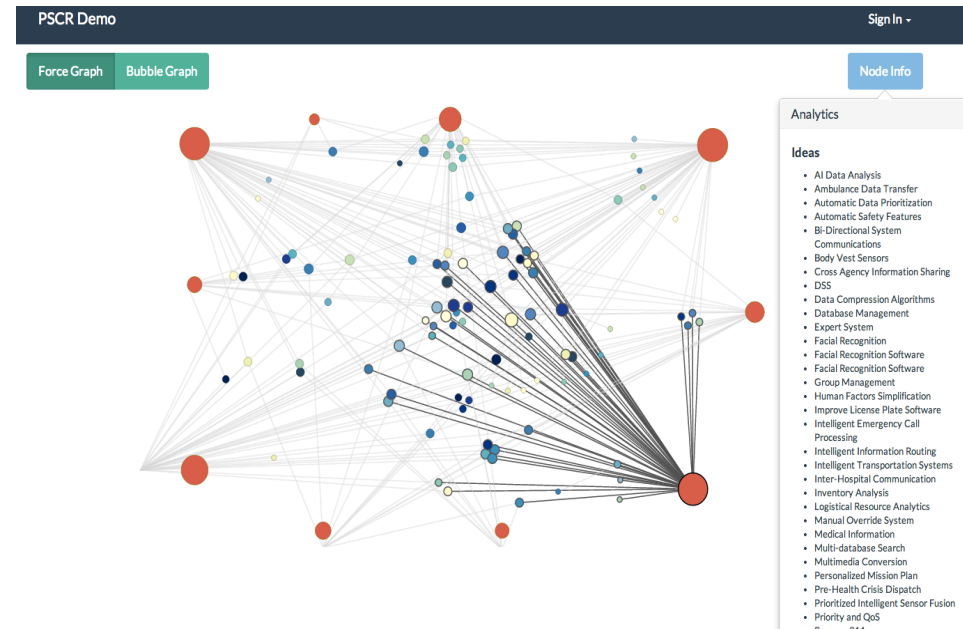 PSCR Demo
Sign In
Force Graph
Bubble Graph
Node Info
Analytics
Ideas
AI Data Analysis
Ambulance Data Transfer
Automatic Data Prioritization
Automatic Safety Features
Bi-Directional System
Communications
Body Vest Sensors
Cross Agency Information Sharing
DSS
Data Compression Algorithms
Database Management
Expert System
Facial Recognition
Facial Recognition Software
Facial Recognition Software
Group Management
Human Factors Simplification
Improve License Plate Software
Intelligent Emergency Call
Processing
Intelligent Information Routing
Intelligent Transportation Systems
Inter-Hospital Communication
Inventory Analysis
Logistical Resource Analytics
Manual Override System
Medical Information
Multi-database Search
Multimedia Conversion
Personalized Mission Plan
Pre-Health Crisis Dispatch
Prioritized Intelligent Sensor Fusion
Priority and QoS